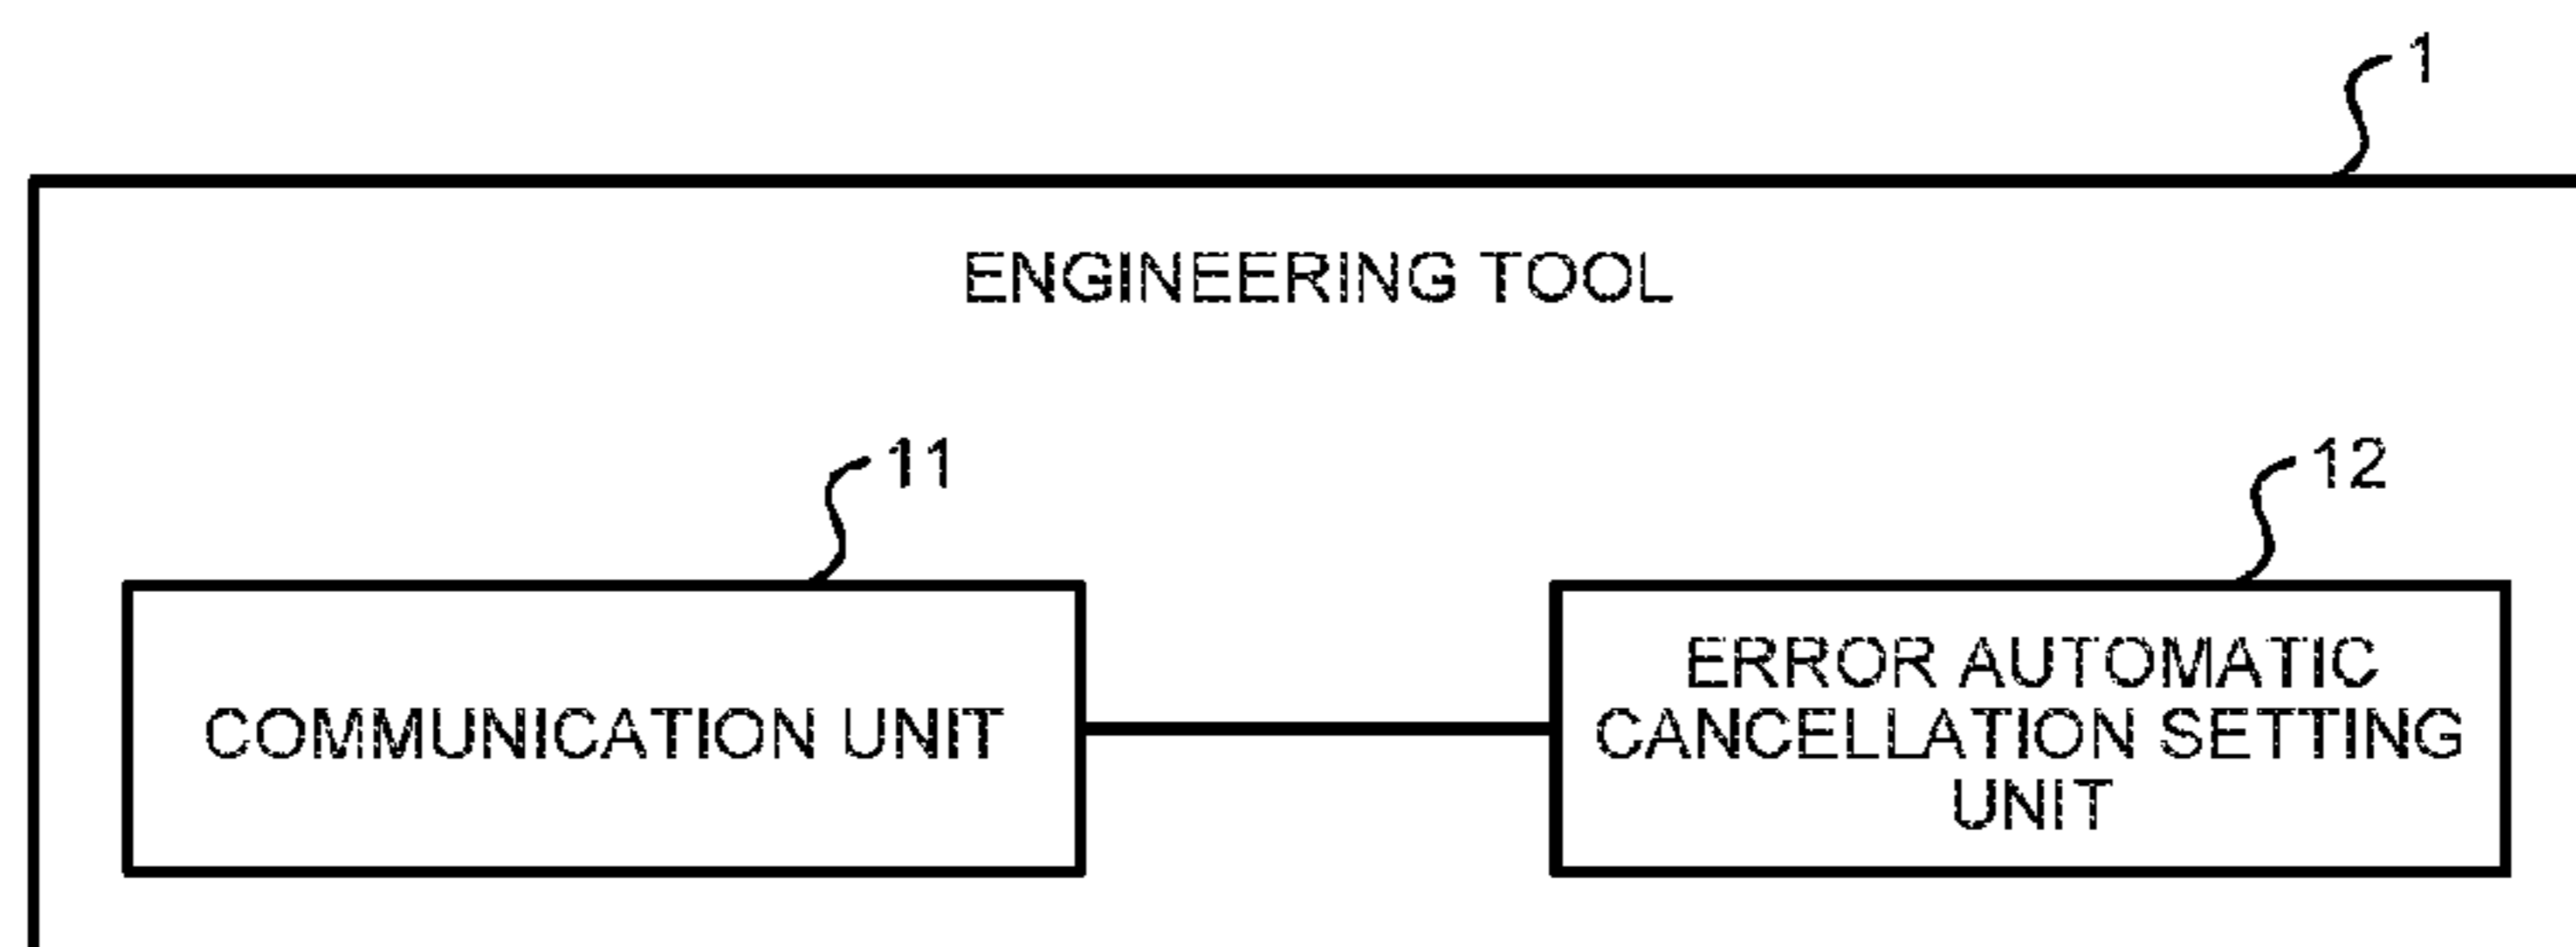 1
ENGINEERING TOOL
11
12
COMMUNICATION UNIT
ERROR AUTOMATIC
CANCELLATION SETTING
UNIT